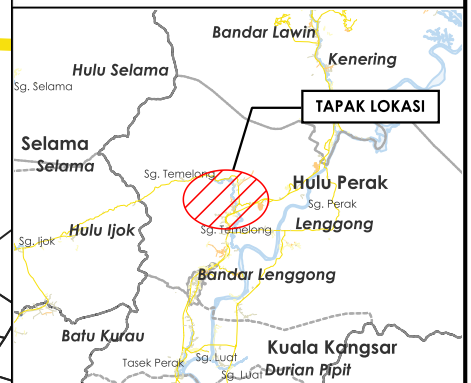 Bandar Lawin
Kenering
Hulu Selama
Sg. Selama
TAPAK LOKASI
Selama
Selama
Sg. Temelong
Hulu Perak
Sg. Perak
Lenggong
Hulu Ijok
Sg. Ijok
Sg. Temelong
Bandar Lenggong
Batu Kurau
Kuala Kangsar
Tasek Perak
Sg. Luat
Durian Pipit
Sg. Luat